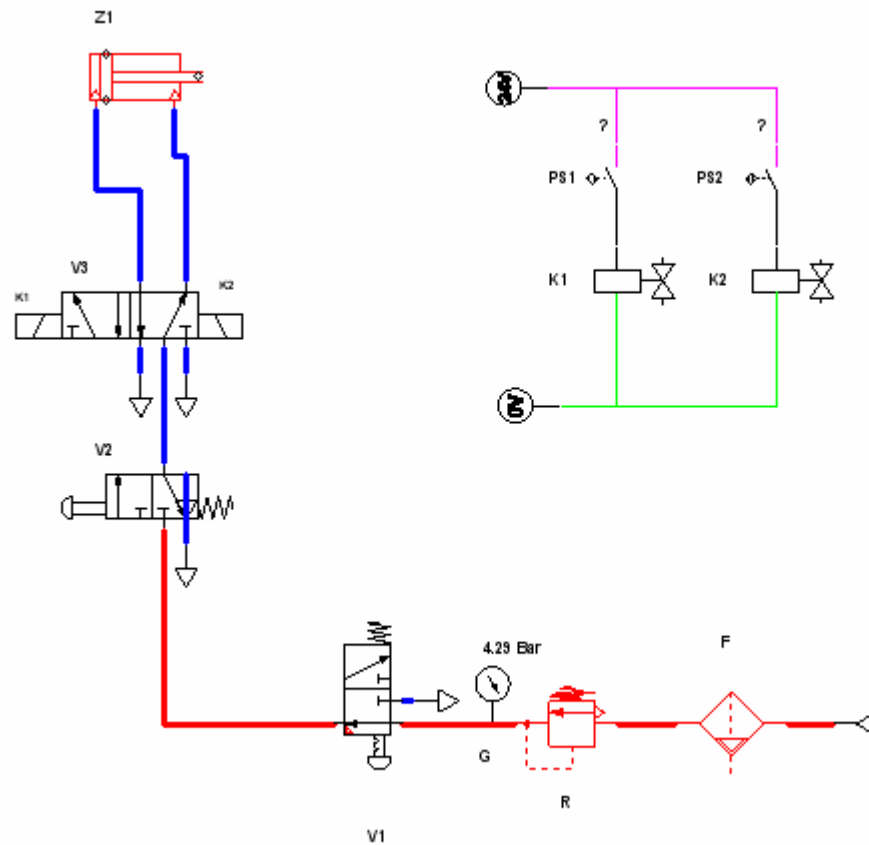 Z1
24V
? ?
PS1 PS2
V3
K1 K2
K1 K2
0V
V2
4.29 Bar
F
G
R
V1